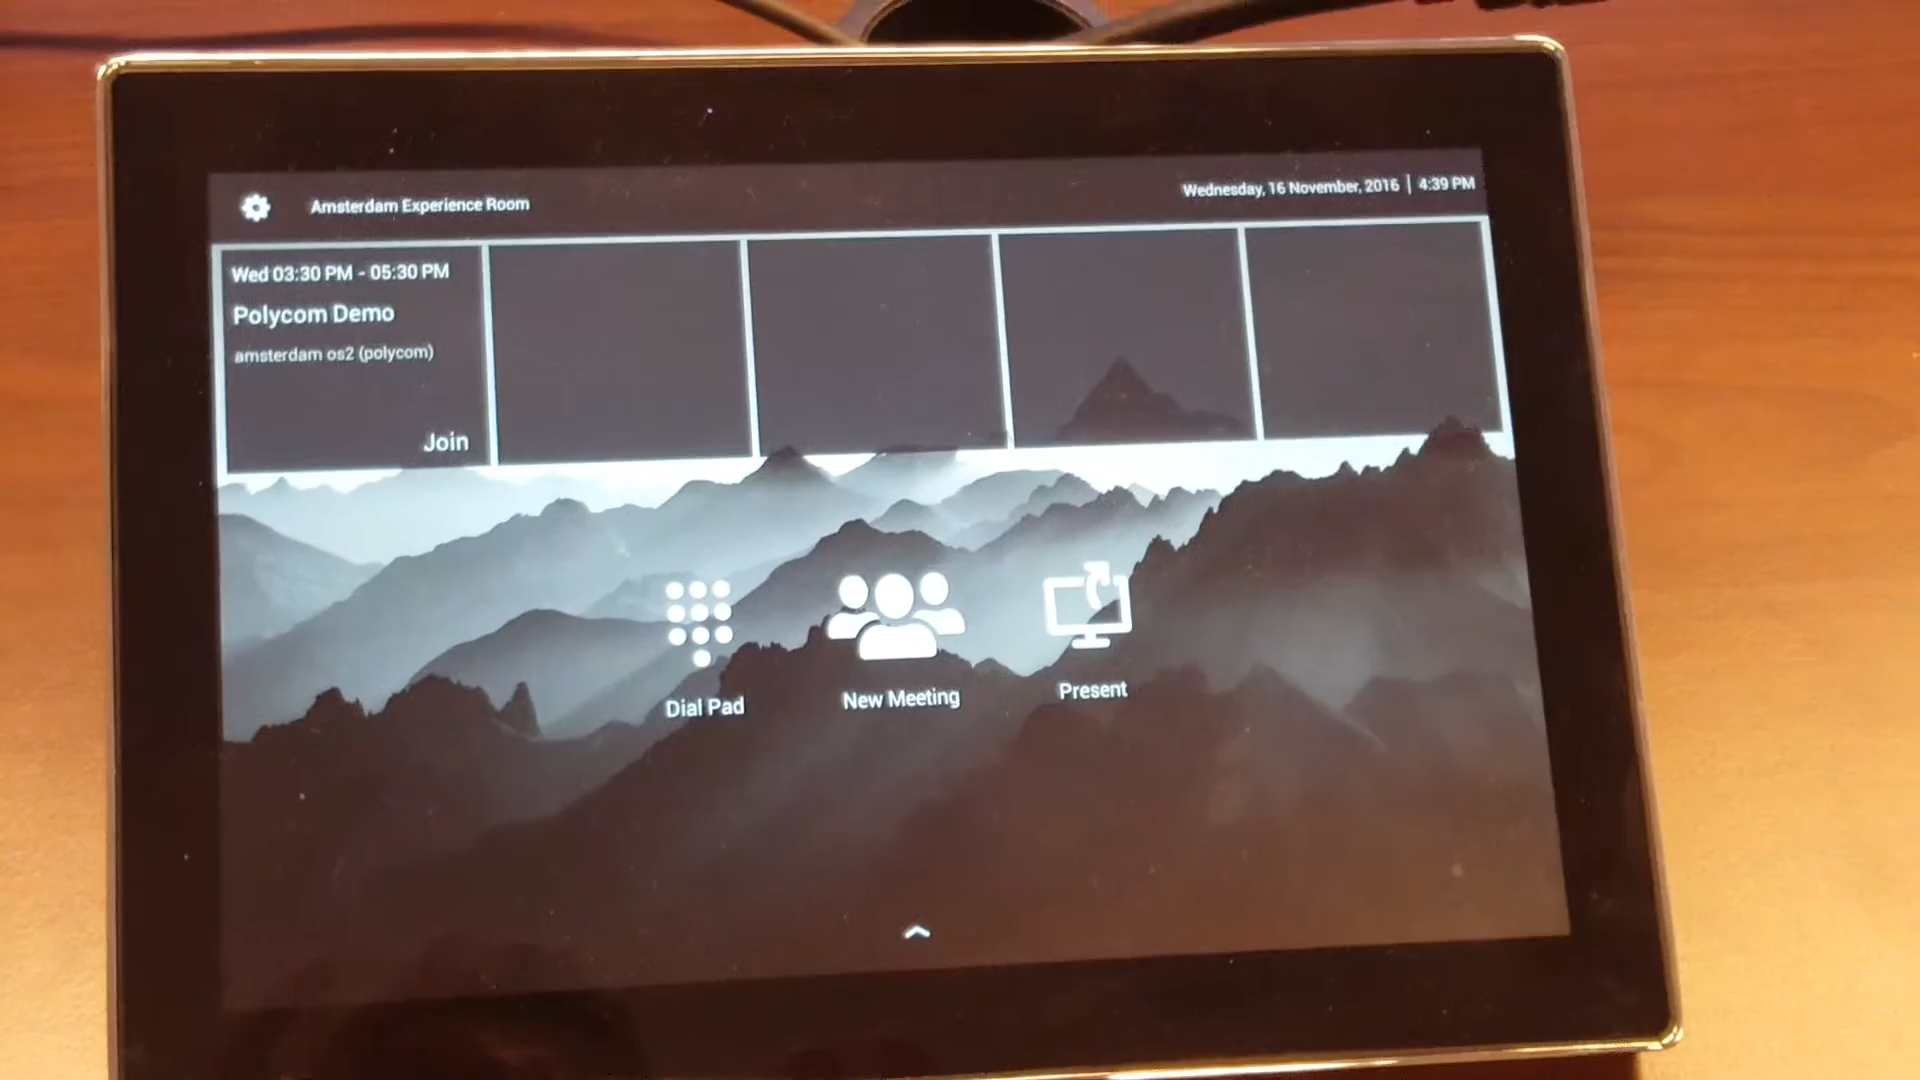 Amsterdam Experience Room
Wednesday, 16 November, 2016 | 4:39 PM
Wed 03:30 PM - 05:30 PM
Polycom Demo
amsterdam os2 (polycom)
Join
Dial Pad
New Meeting
Present